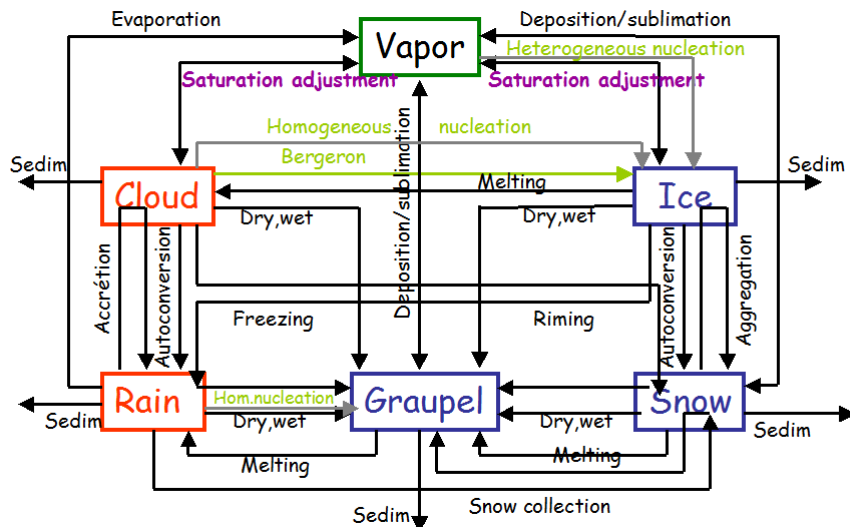 Evaporation
Deposition/sublimation
Vapor
Heterogeneous nucleation
Saturation adjustment
Saturation adjustment
Homogeneous nucleation
Bergeron
Deposition/sublimation
Sedim
Sedim
Cloud
Melting
Ice
Dry,wet
Dry,wet
Accrétion
Autoconversion
Freezing
Riming
Autoconversion
Aggregation
Rain
Hom.nucleation
Graupel
Snow
Sedim
Dry,wet
Dry,wet
Sedim
Melting
Melting
Snow collection
Sedim